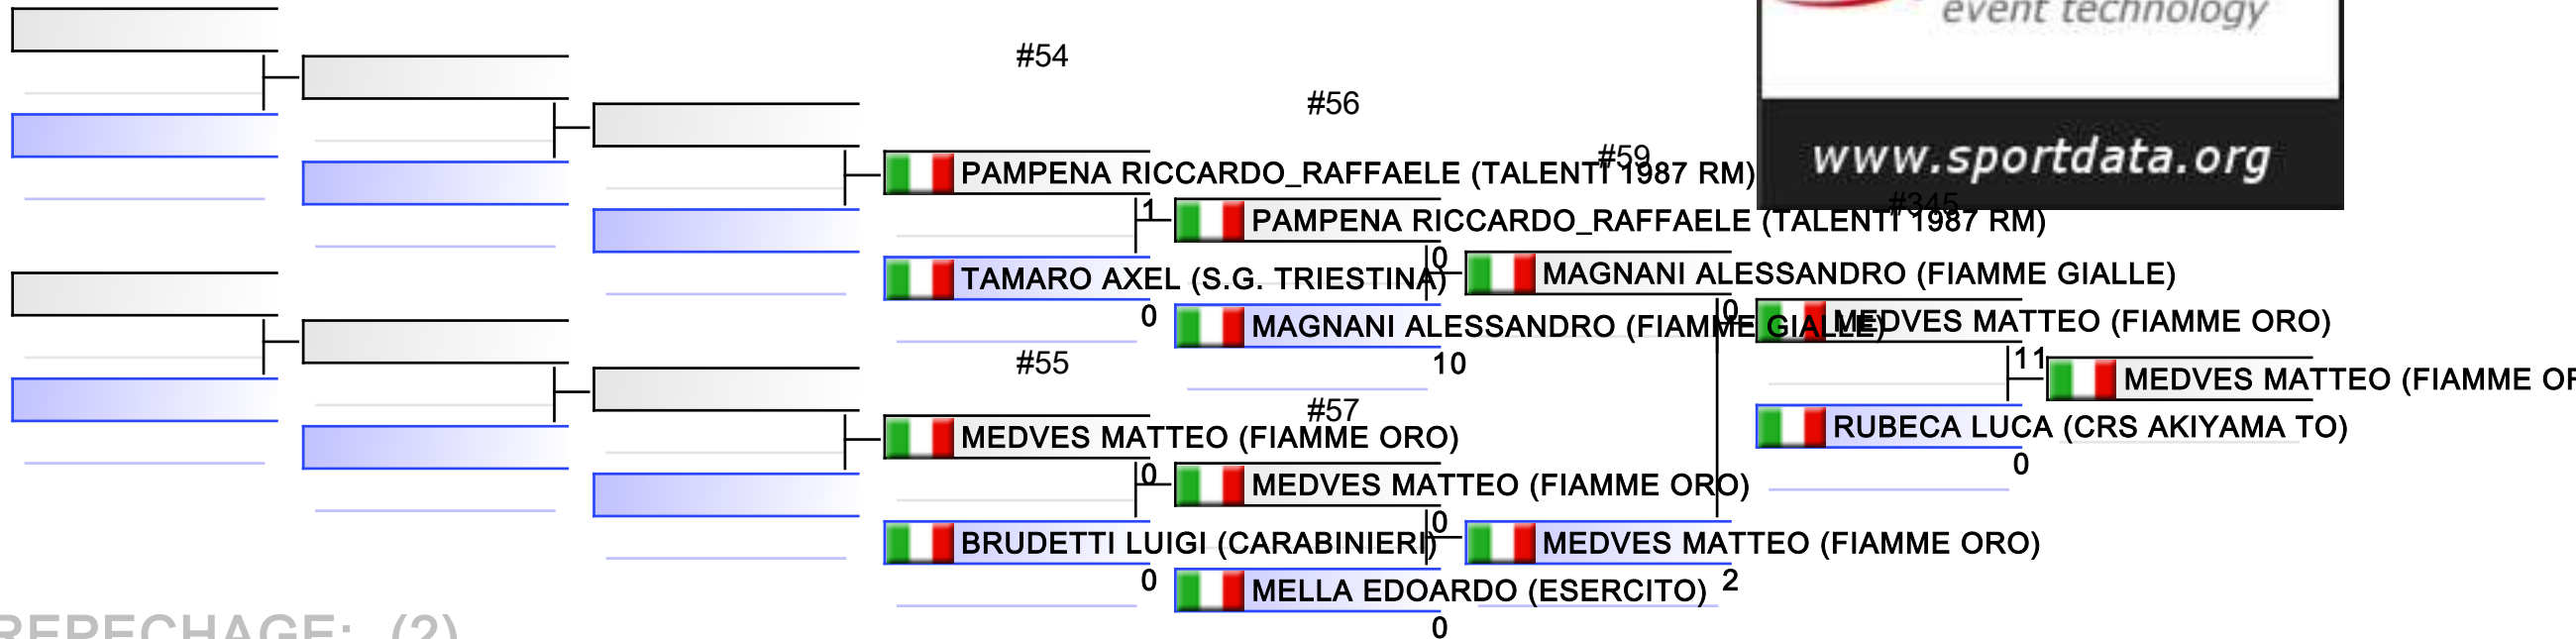 event technology
#54
#56
#59
www.sportdata.org
PAMPENA RICCARDO_RAFFAELE (TALENTI 1987 RM)
#345
1
PAMPENA RICCARDO_RAFFAELE (TALENTI 1987 RM)
0
TAMARO AXEL (S.G. TRIESTINA)
MAGNANI ALESSANDRO (FIAMME GIALLE)
0
0
MAGNANI ALESSANDRO (FIAMME GIALLE)
MEDVES MATTEO (FIAMME ORO)
#55
10
11
MEDVES MATTEO (FIAMME OR
#57
MEDVES MATTEO (FIAMME ORO)
RUBECA LUCA (CRS AKIYAMA TO)
0
0
MEDVES MATTEO (FIAMME ORO)
0
BRUDETTI LUIGI (CARABINIERI)
MEDVES MATTEO (FIAMME ORO)
0
2
MELLA EDOARDO (ESERCITO)
0
REPECHAGE: (2)